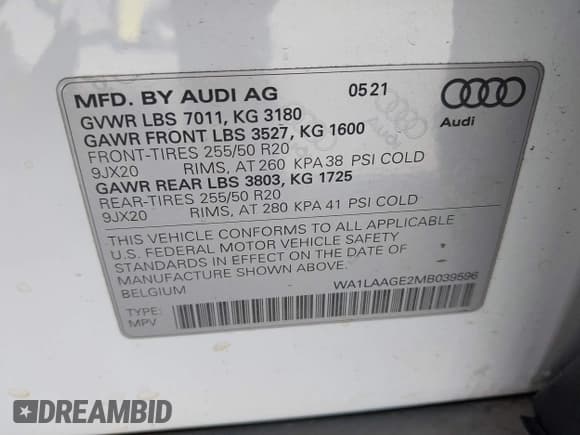 MFD. BY AUDI AG 0521
Audi
GVWR LBS 7011, KG 3180
GAWR FRONT LBS 3527, KG 1600
FRONT-TIRES 255/50 R20
9JX20 RIMS, AT 260 KPA 38 PSI COLD
GAWR REAR LBS 3803, KG 1725
REAR-TIRES 255/50 R20
9JX20 RIMS, AT 280 KPA 41 PSI COLD
THIS VEHICLE CONFORMS TO ALL APPLICABLE
U.S. FEDERAL MOTOR VEHICLE SAFETY
STANDARDS IN EFFECT ON THE DATE OF
MANUFACTURE SHOWN ABOVE.
BELGIUM
WA1LAAGE2MB039596
TYPE:
MPV
DREAMBID